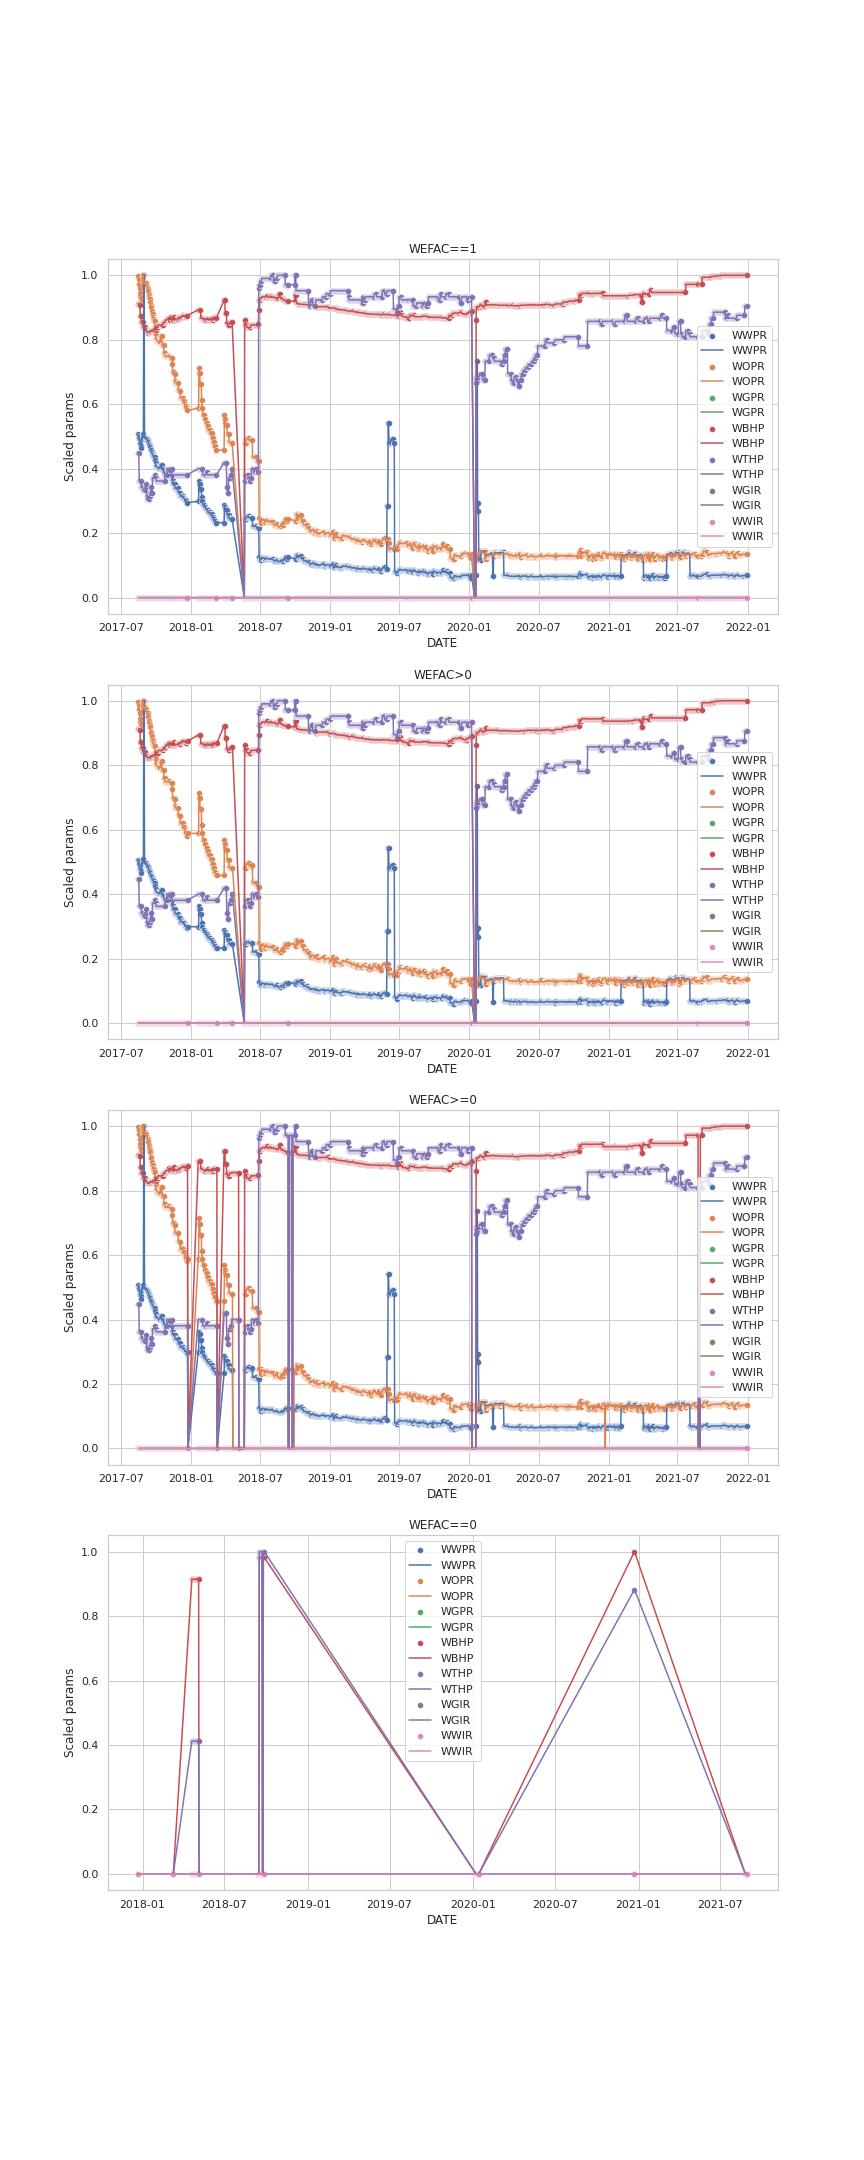 WEFAC==1
1.0
0.8
0.6
0.4
0.2
0.0
Scaled params
WWPR
WWPR
WOPR
WOPR
WGPR
WGPR
WBHP
WBHP
WTHP
WTHP
WGIR
WGIR
WWIR
WWIR
2017-07 2018-01 2018-07 2019-01 2019-07 2020-01 2020-07 2021-01 2021-07 2022-01
DATE
WEFAC>0
1.0
0.8
0.6
0.4
0.2
0.0
Scaled params
WWPR
WWPR
WOPR
WOPR
WGPR
WGPR
WBHP
WBHP
WTHP
WTHP
WGIR
WGIR
WWIR
WWIR
2017-07 2018-01 2018-07 2019-01 2019-07 2020-01 2020-07 2021-01 2021-07 2022-01
DATE
WEFAC>=0
1.0
0.8
0.6
0.4
0.2
0.0
Scaled params
WWPR
WWPR
WOPR
WOPR
WGPR
WGPR
WBHP
WBHP
WTHP
WTHP
WGIR
WGIR
WWIR
WWIR
2017-07 2018-01 2018-07 2019-01 2019-07 2020-01 2020-07 2021-01 2021-07 2022-01
DATE
WEFAC==0
1.0
0.8
0.6
0.4
0.2
0.0
Scaled params
WWPR
WWPR
WOPR
WOPR
WGPR
WGPR
WBHP
WBHP
WTHP
WTHP
WGIR
WGIR
WWIR
WWIR
2018-01 2018-07 2019-01 2019-07 2020-01 2020-07 2021-01 2021-07
DATE